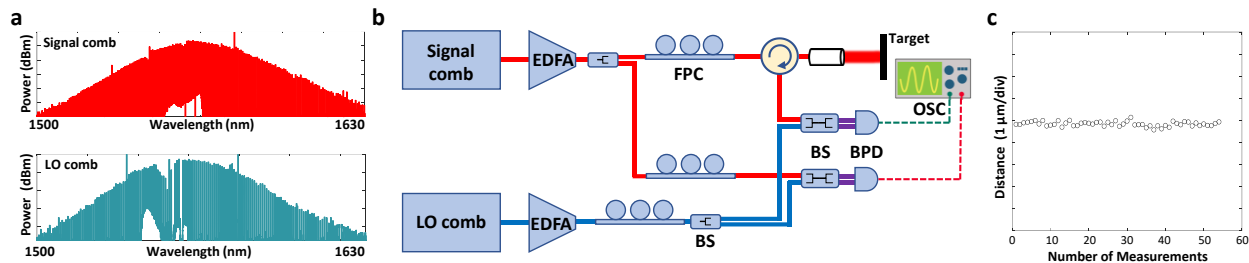 a
Signal comb
Power (dBm)
1500
Wavelength (nm)
1630
LO comb
Power (dBm)
1500
Wavelength (nm)
1630
b
Signal
comb
EDFA
FPC
Target
OSC
BS
BPD
LO comb
EDFA
BS
c
Distance (1 μm/div)
0 10 20 30 40 50 60
Number of Measurements